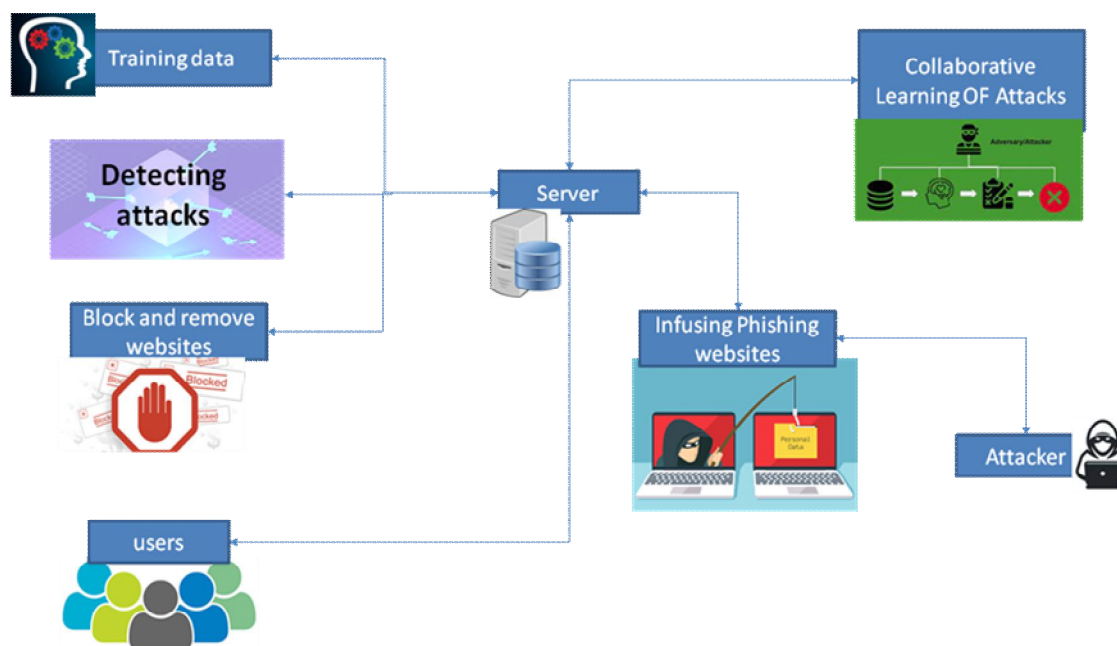 Training data
Collaborative
Learning OF Attacks
Adversary/Attacker
Detecting
attacks
Server
Block and remove
websites
Blocked
Blocked
Infusing Phishing
websites
Personal
Data
Attacker
users